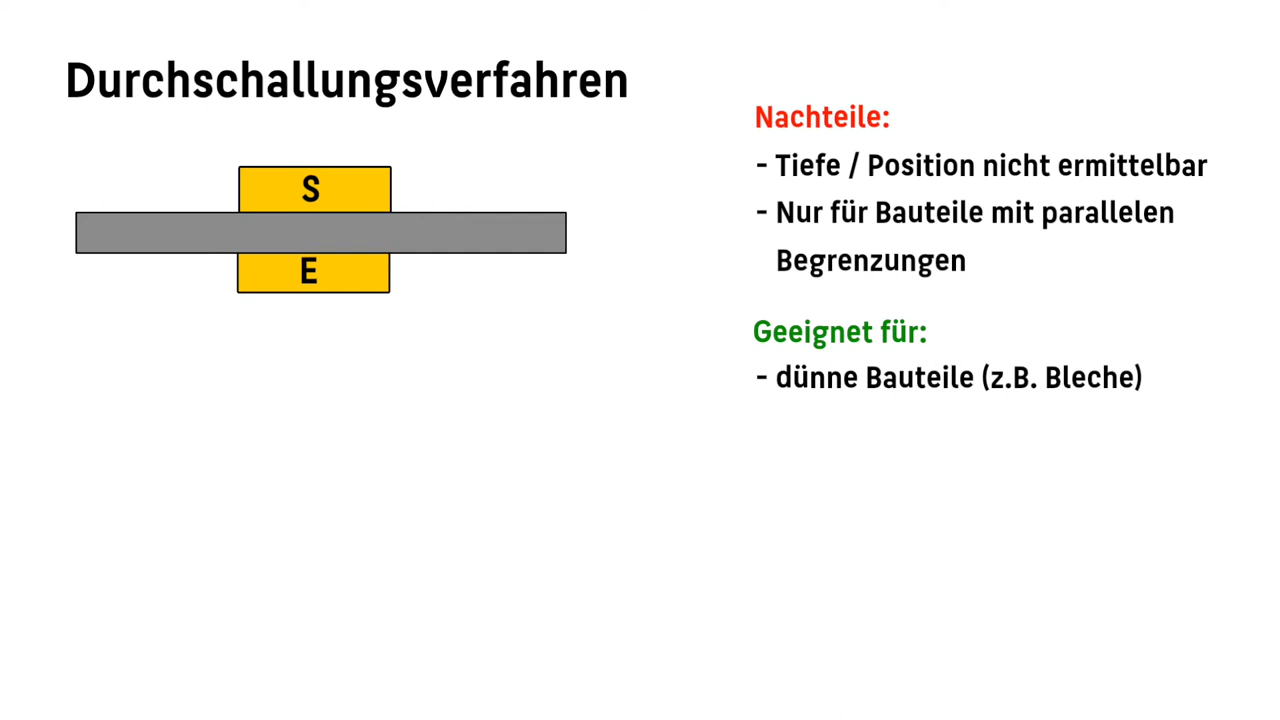 Durchschallungsverfahren
S
E
Nachteile:
- Tiefe / Position nicht ermittelbar
- Nur für Bauteile mit parallelen
Begrenzungen
Geeignet für:
- dünne Bauteile (z.B. Bleche)